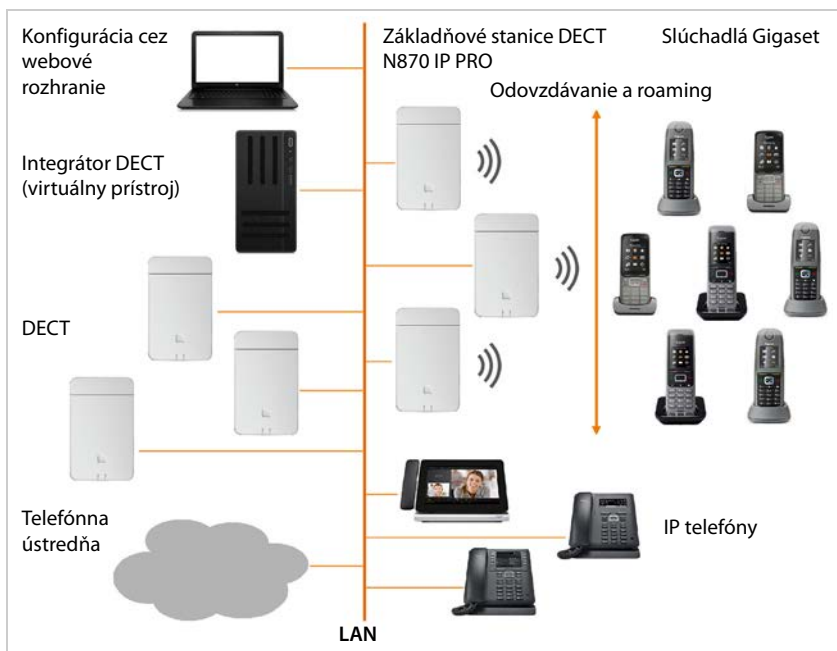 Konfigurácia cez
webové
rozhranie
Základňové stanice DECT
N870 IP PRO
Slúchadlá Gigaset
Odovzdávanie a roaming
Integrátor DECT
(virtuálny prístroj)
DECT
Telefónna
ústredňa
IP telefóny
LAN